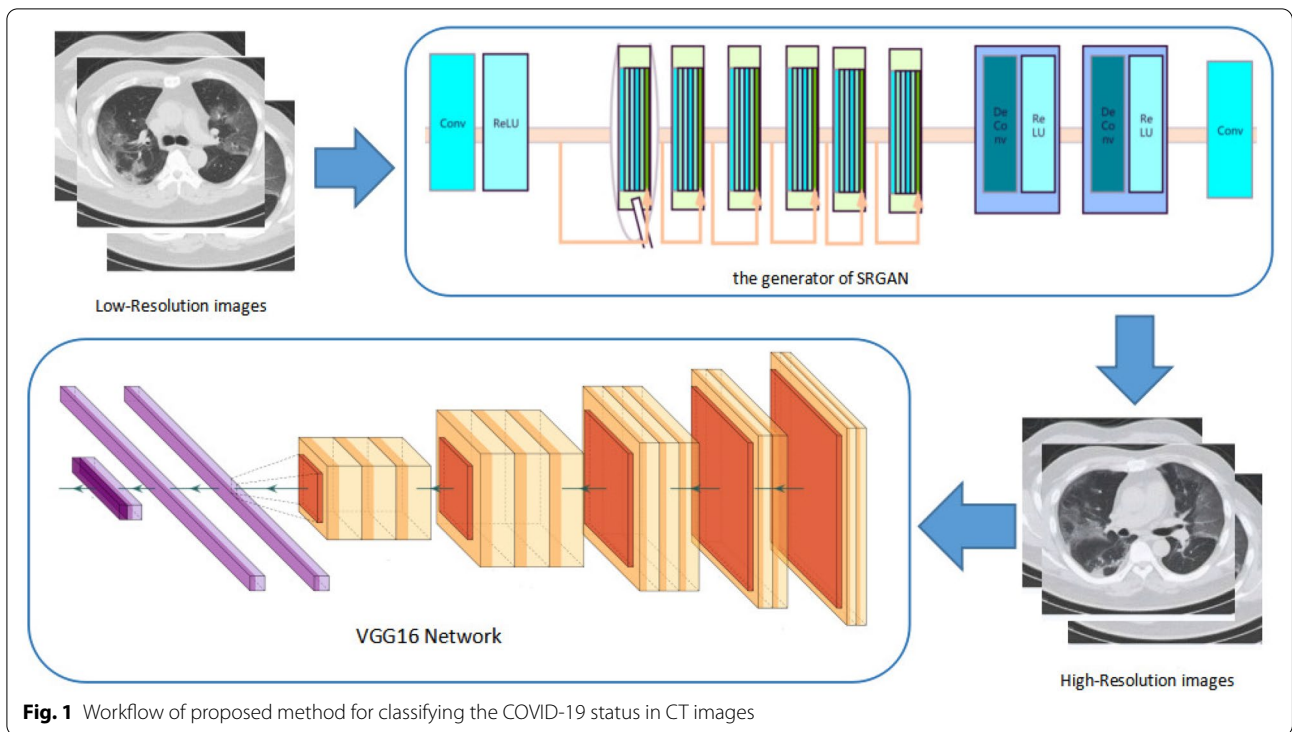 Conv
ReLU
De
Co
nv
Re
LU
De
Co
nv
Re
LU
Conv
the generator of SRGAN
Low-Resolution images
VGG16 Network
High-Resolution images
Fig. 1 Workflow of proposed method for classifying the COVID-19 status in CT images